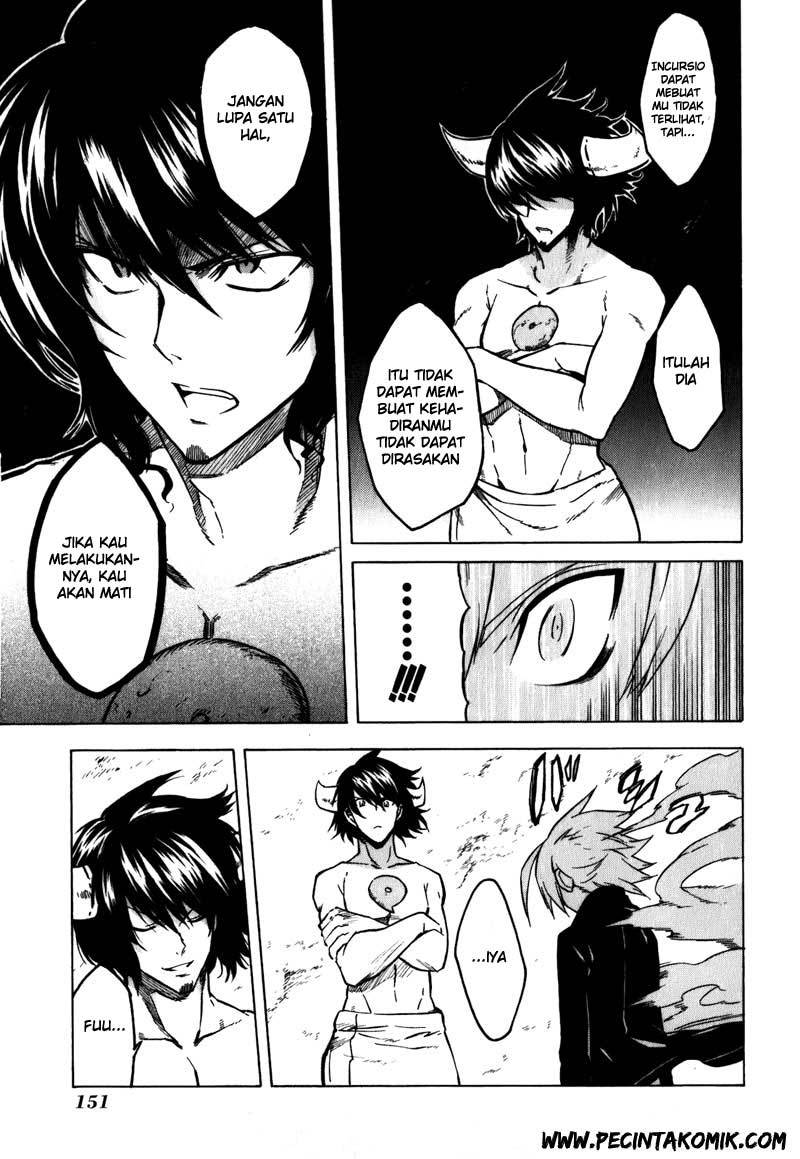 INCURSIO
DAPAT
MEBUAT
MU TIDAK
TERLIHAT,
TAPI...
ITULAH
DIA
ITU TIDAK
DAPAT MEM-
BUAT KEHA-
DIRANMU
TIDAK DAPAT
DIRASAKAN
JANGAN
LUPA SATU
HAL,
JIKA KAU
MELAKUKAN-
NYA, KAU
AKAN MATI
......!!!
...IYA
FUU...
151
WWW.PECINTAKOMIK.COM